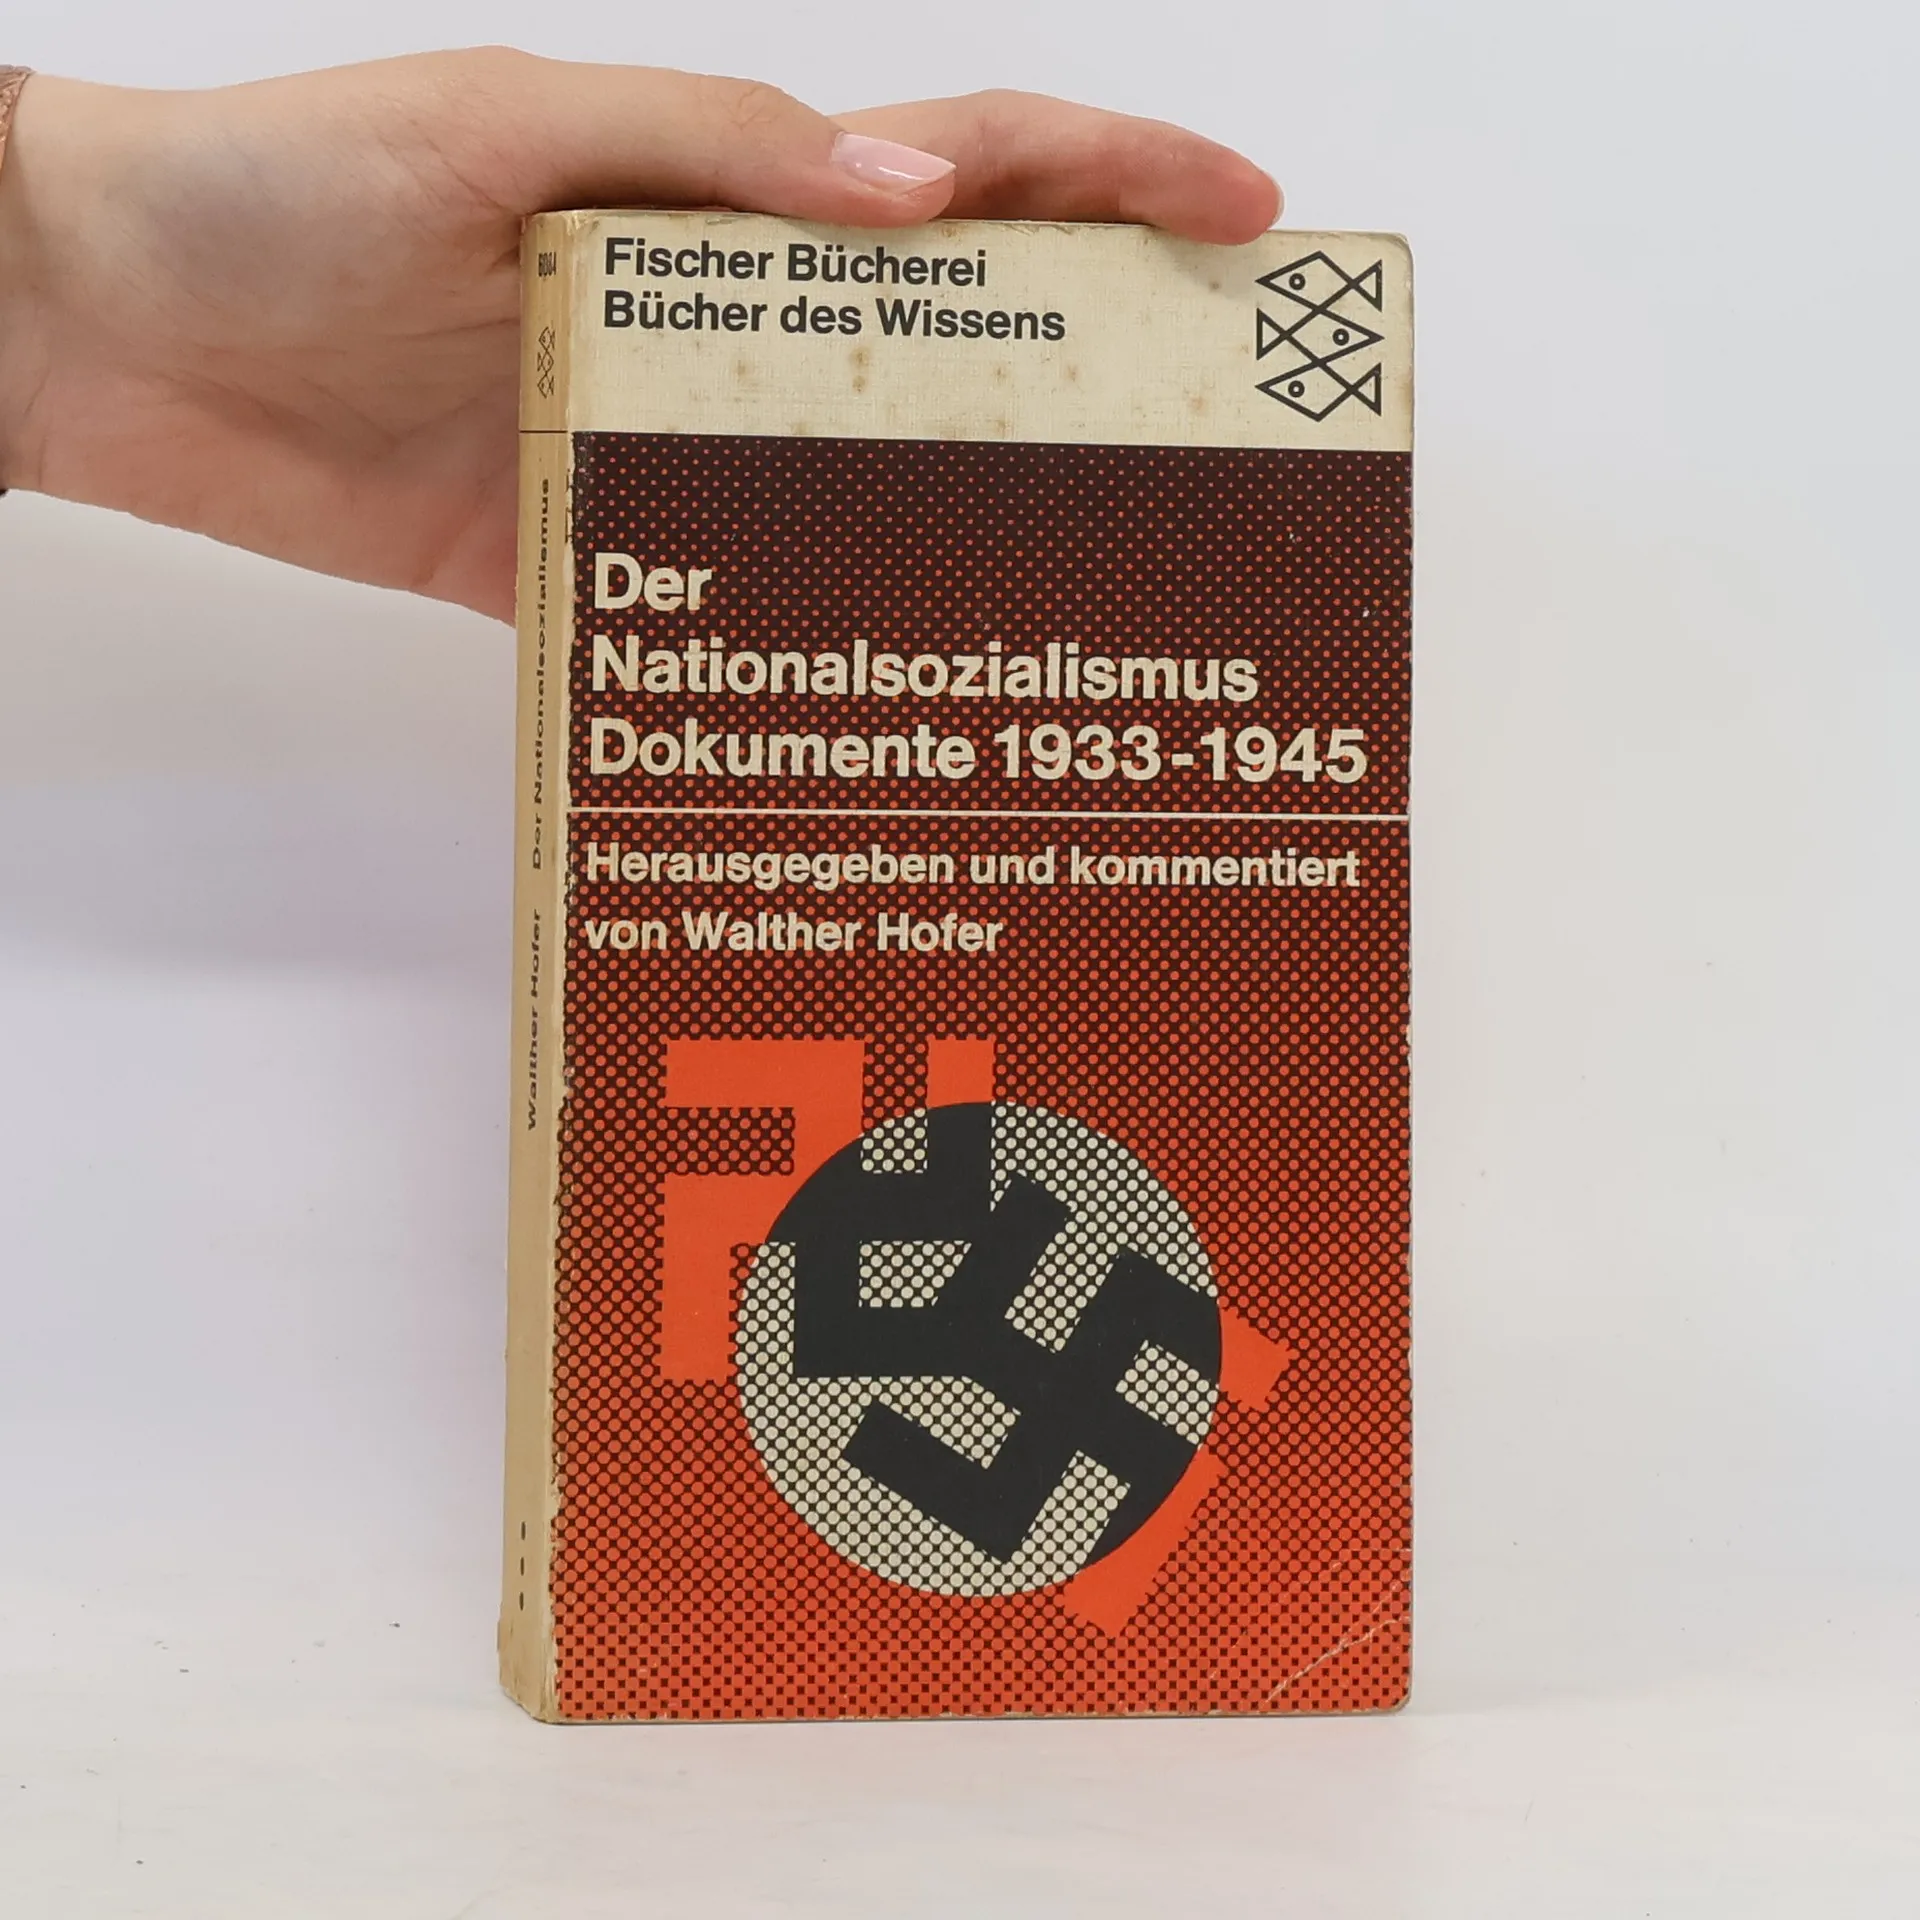 Fischer Bücherei
Bücher des Wissens
Der
Nationalsozialismus
Dokumente 1933-1945
Herausgegeben und kommentiert
von Walther Hofer
Walther Hofer Der Nationalsozialismus